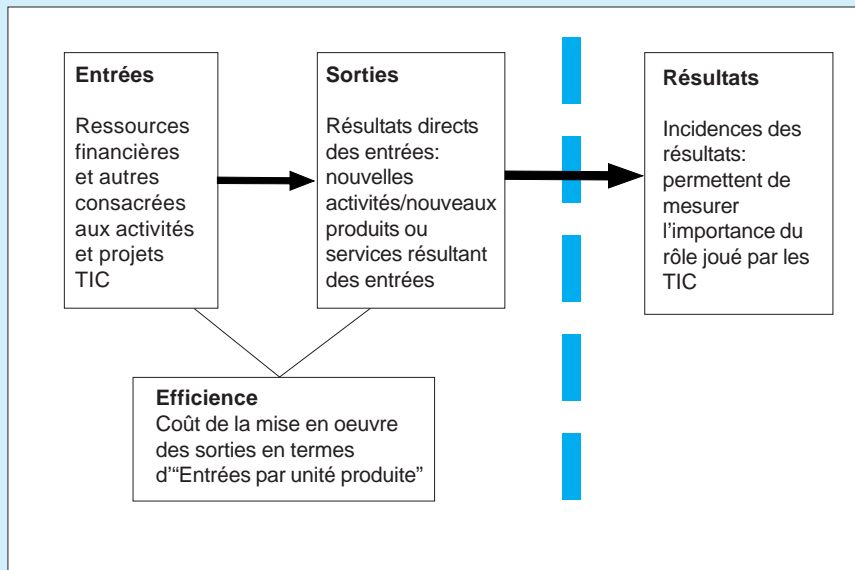 Entrées
Ressources
financières
et autres
consacrées
aux activités
et projets
TIC
Sorties
Résultats directs
des entrées:
nouvelles
activités/nouveaux
produits ou
services résultant
des entrées
Résultats
Incidences des
résultats:
permettent de
mesurer
l'importance du
rôle joué par les
TIC
Efficience
Coût de la mise en oeuvre
des sorties en termes
d'“Entrées par unité produite”